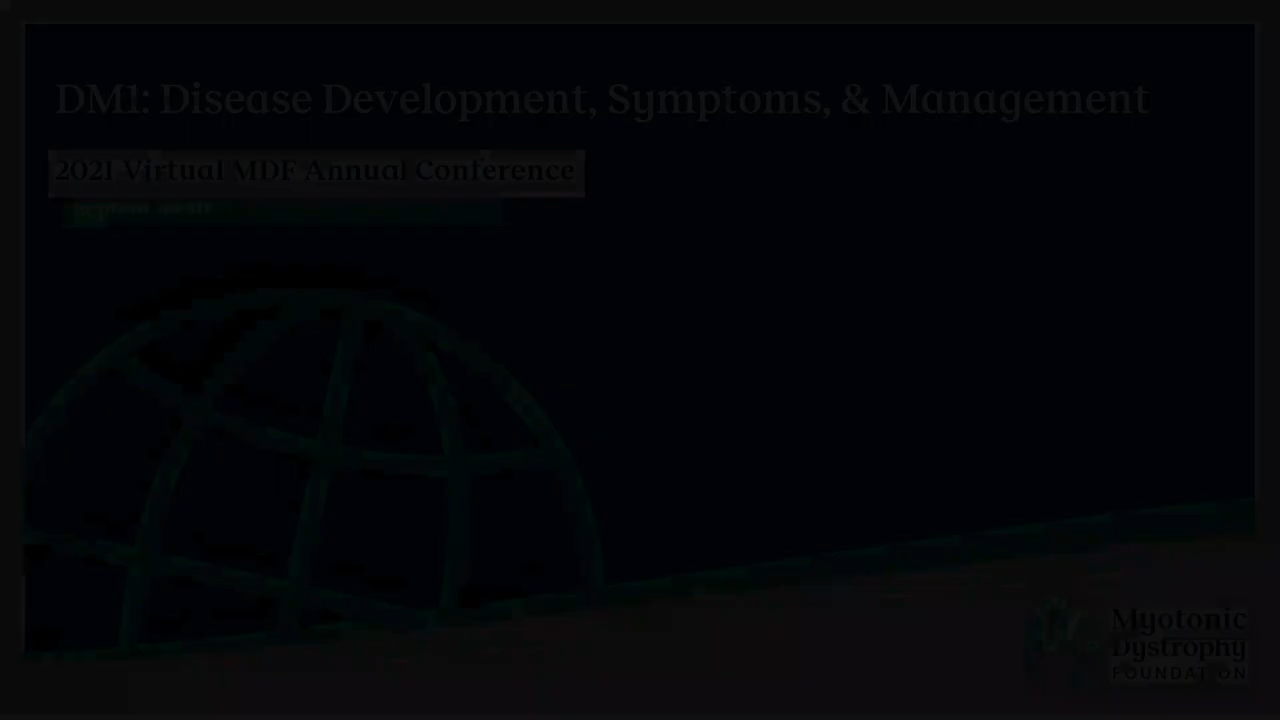 DM1: Disease Development, Symptoms, & Management
2021 Virtual MDF Annual Conference
Myotonic
Dystrophy
FOUNDATION